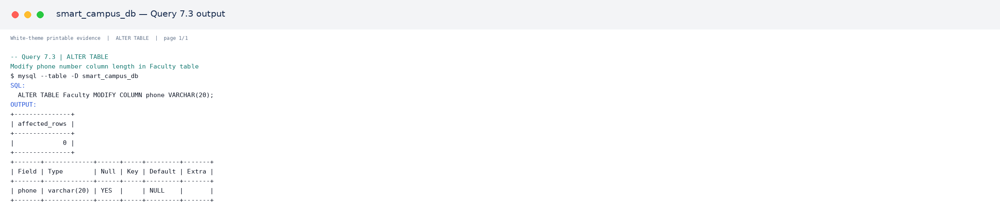 smart_campus_db — Query 7.3 output
White-theme printable evidence  |  ALTER TABLE  |  page 1/1
-- Query 7.3 | ALTER TABLE
Modify phone number column length in Faculty table
$ mysql --table -D smart_campus_db
SQL:
  ALTER TABLE Faculty MODIFY COLUMN phone VARCHAR(20);
OUTPUT:
+---------------+
| affected_rows |
+---------------+
|             0 |
+---------------+
+-------+-------------+------+-----+---------+-------+
| Field | Type        | Null | Key | Default | Extra |
+-------+-------------+------+-----+---------+-------+
| phone | varchar(20) | YES  |     | NULL    |       |
+-------+-------------+------+-----+---------+-------+